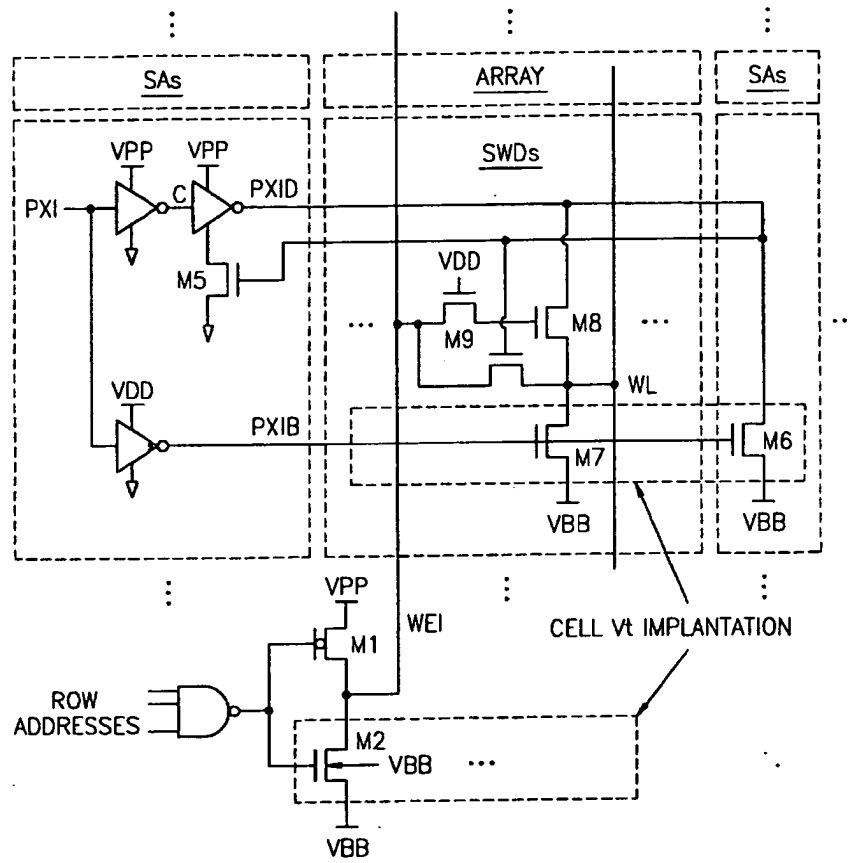 SAs ARRAY SAs
SWDs
VPP VPP
PXI C PXID
M5
VDD
M9 M8
WL
VDD
PXIB
M7 M6
VBB VBB
VPP
WEI
M1
CELL Vt IMPLANTATION
ROW
ADDRESSES
M2
VBB
VBB